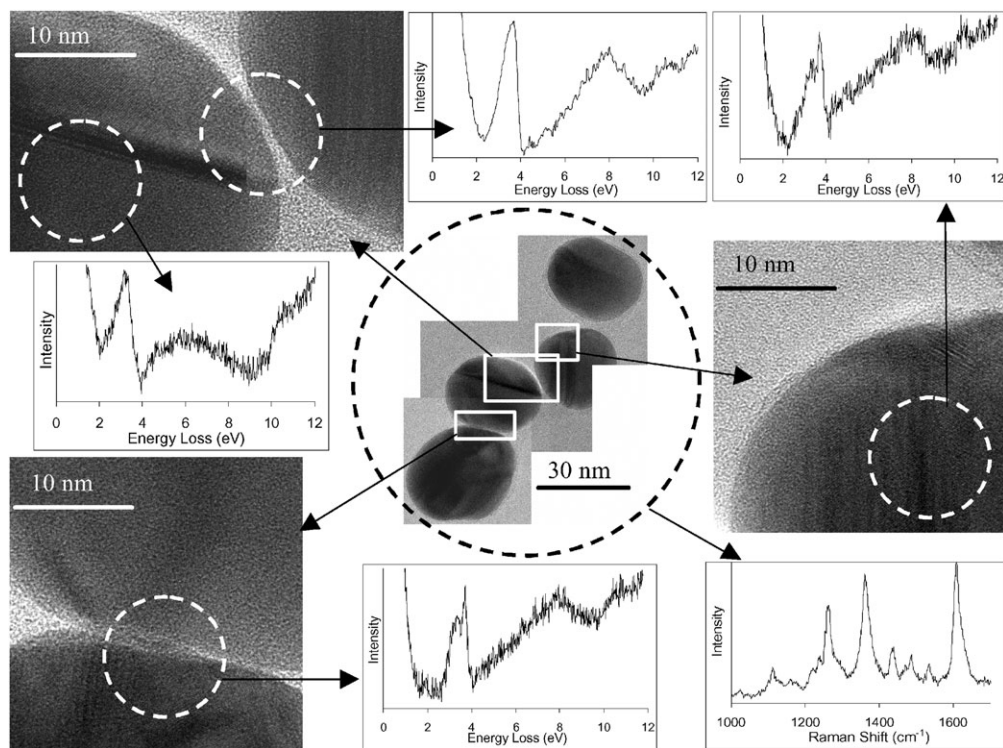 10 nm
Intensity
0 2 4 6 8 10 12
Energy Loss (eV)
Intensity
0 2 4 6 8 10 12
Energy Loss (eV)
Intensity
0 2 4 6 8 10 12
Energy Loss (eV)
10 nm
30 nm
10 nm
Intensity
0 2 4 6 8 10 12
Energy Loss (eV)
Intensity
1000 1200 1400 1600
Raman Shift (cm⁻¹)